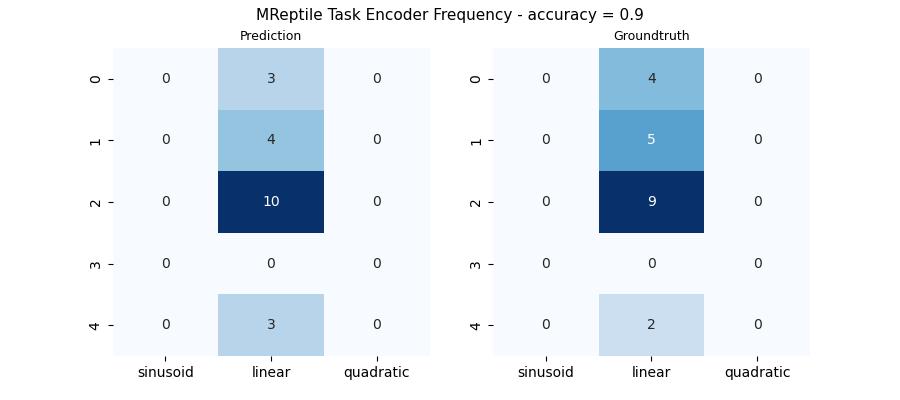 MReptile Task Encoder Frequency - accuracy = 0.9
Prediction Groundtruth
0 0 3 0 0 0 4 0
1 0 4 0 1 0 5 0
2 0 10 0 2 0 9 0
3 0 0 0 3 0 0 0
4 0 3 0 4 0 2 0
sinusoid linear quadratic sinusoid linear quadratic